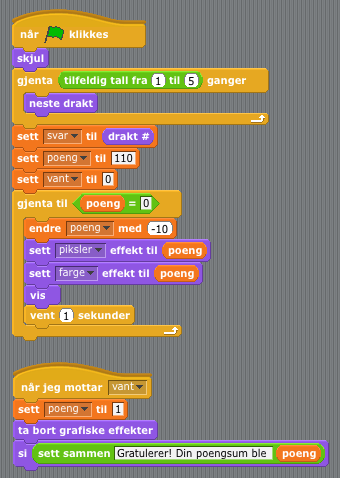 når klikkes
skjul
gjenta tilfeldig tall fra 1 til 5 ganger
neste drakt
sett svar til drakt #
sett poeng til 110
sett vant til 0
gjenta til poeng = 0
endre poeng med -10
sett piksler effekt til poeng
sett farge effekt til poeng
vis
vent 1 sekunder
når jeg mottar vant
sett poeng til 1
ta bort grafiske effekter
si sett sammen Gratulerer! Din poengsum ble poeng